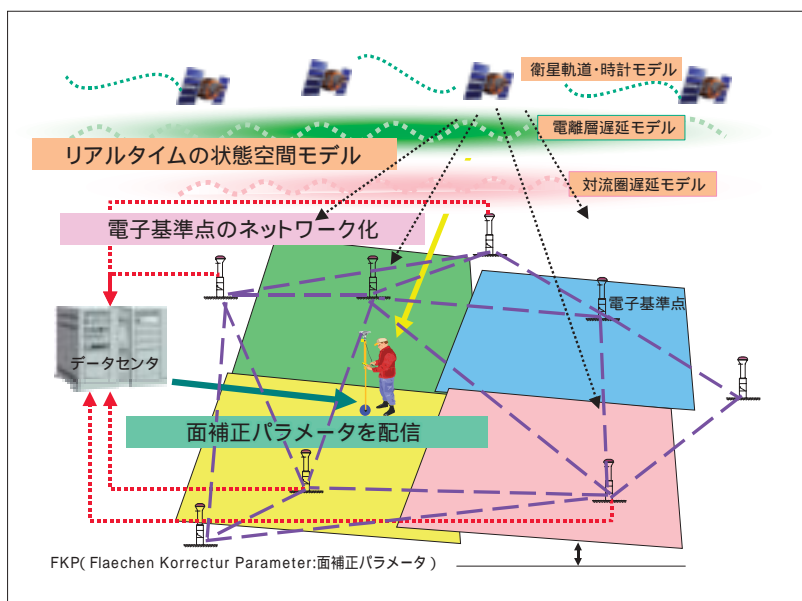 衛星軌道・時計モデル
電離層遅延モデル
リアルタイムの状態空間モデル
対流圏遅延モデル
電子基準点のネットワーク化
電子基準点
データセンタ
面補正パラメータを配信
FKP( Flaechen Korrectur Parameter:面補正パラメータ )